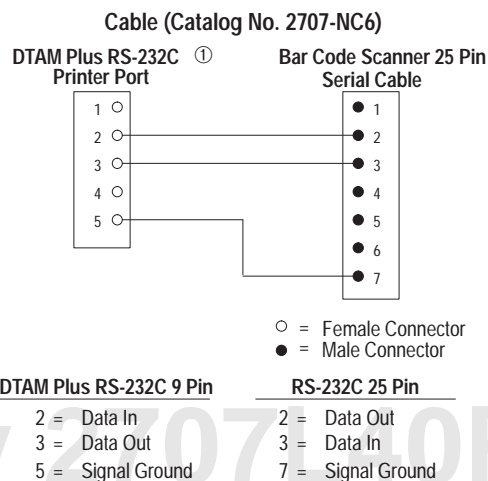 Cable (Catalog No. 2707-NC6)
DTAM Plus RS-232C ①
Printer Port
Bar Code Scanner 25 Pin
Serial Cable
1
2
3
4
5
1
2
3
4
5
6
7
= Female Connector
= Male Connector
DTAM Plus RS-232C 9 Pin
2 = Data In
3 = Data Out
5 = Signal Ground
RS-232C 25 Pin
2 = Data Out
3 = Data In
7 = Signal Ground
2707L40P